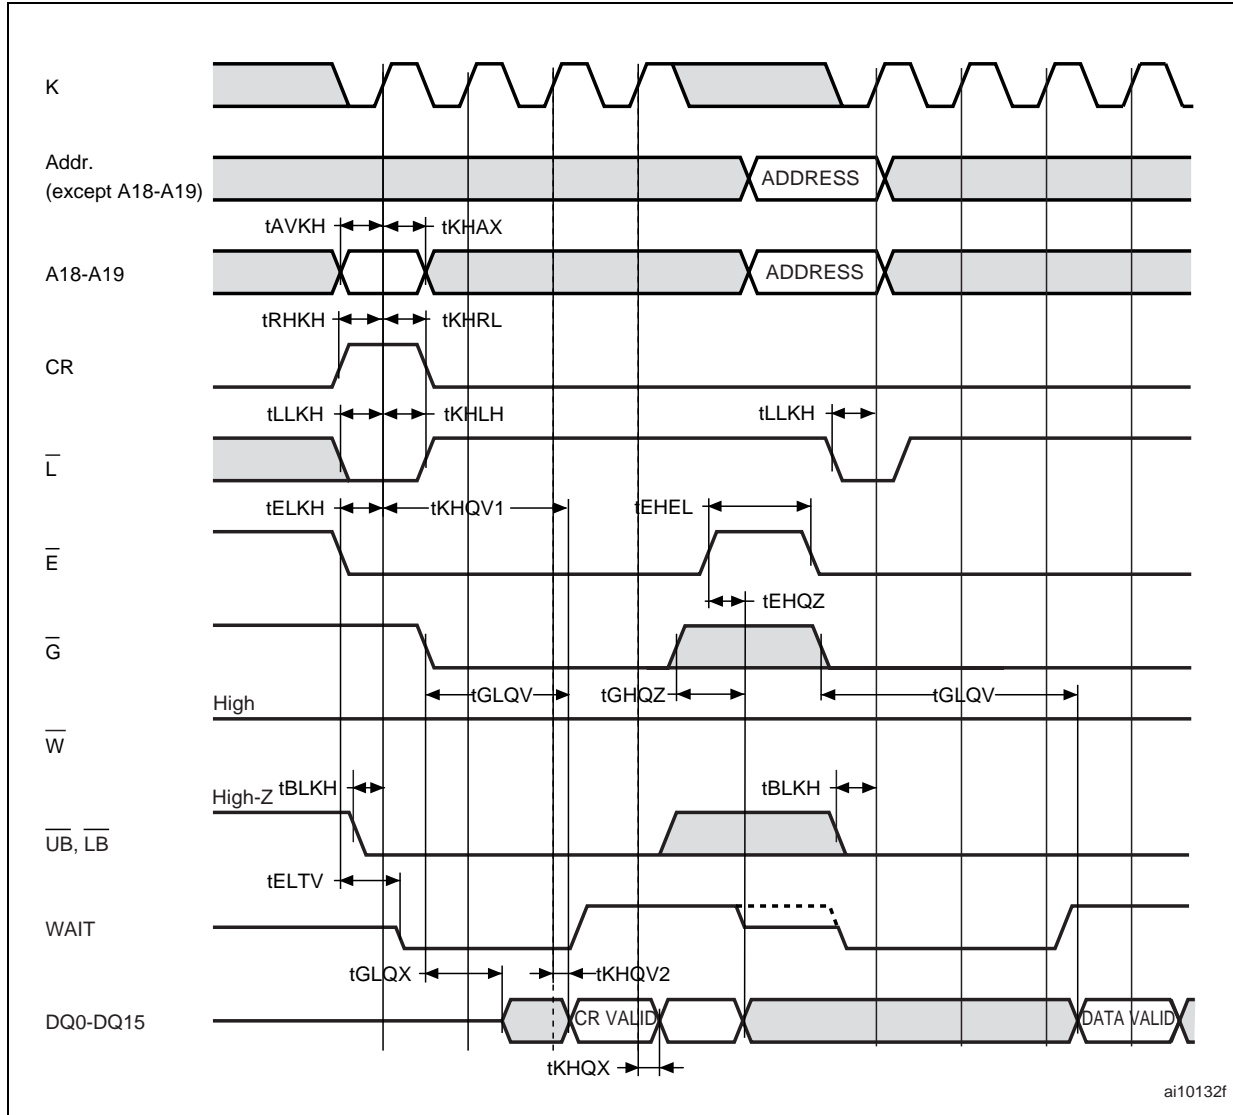 K
Addr.
(except A18-A19)
ADDRESS
tAVKH
tKHAX
A18-A19
ADDRESS
tRHKH
tKHRL
CR
tLLKH
tKHLH
tLLKH
L
tELKH
tKHQV1
tEHEL
E
tEHQZ
G
tGLQV
tGHQZ
tGLQV
High
W
tBLKH
tBLKH
High-Z
UB, LB
tELTV
WAIT
tGLQX
tKHQV2
DQ0-DQ15
CR VALID
DATA VALID
tKHQX
ai10132f